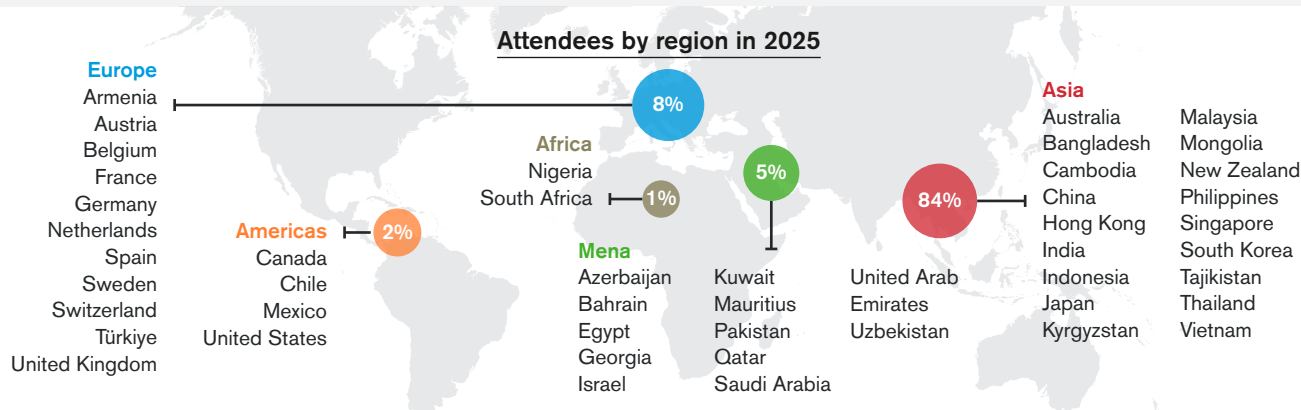 Attendees by region in 2025
Europe
Armenia
Austria
Belgium
France
Germany
Netherlands
Spain
Sweden
Switzerland
Türkiye
United Kingdom
8%
Americas
Canada
Chile
Mexico
United States
2%
Africa
Nigeria
South Africa
1%
Mena
Azerbaijan
Bahrain
Egypt
Georgia
Israel
Kuwait
Mauritius
Pakistan
Qatar
Saudi Arabia
United Arab
Emirates
Uzbekistan
5%
84%
Asia
Australia
Bangladesh
Cambodia
China
Hong Kong
India
Indonesia
Japan
Kyrgyzstan
Malaysia
Mongolia
New Zealand
Philippines
Singapore
South Korea
Tajikistan
Thailand
Vietnam